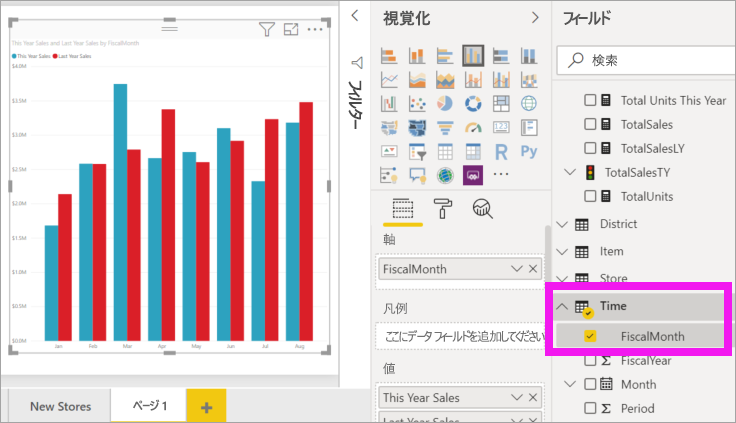 This Year Sales and Last Year Sales by FiscalMonth
This Year Sales Last Year Sales
$4.0M
$3.5M
$3.0M
$2.5M
$2.0M
$1.5M
$1.0M
$0.5M
$0.0M
Jan Feb Mar Apr May Jun Jul Aug
New Stores
ページ 1
+
フィルター
視覚化
123
R
Py
軸
FiscalMonth
凡例
ここにデータ フィールドを追加してください
値
This Year Sales
Last Year Sales
フィールド
検索
Total Units This Year
TotalSales
TotalSalesLY
TotalSalesTY
TotalUnits
District
Item
Store
Time
FiscalMonth
FiscalYear
Month
Period